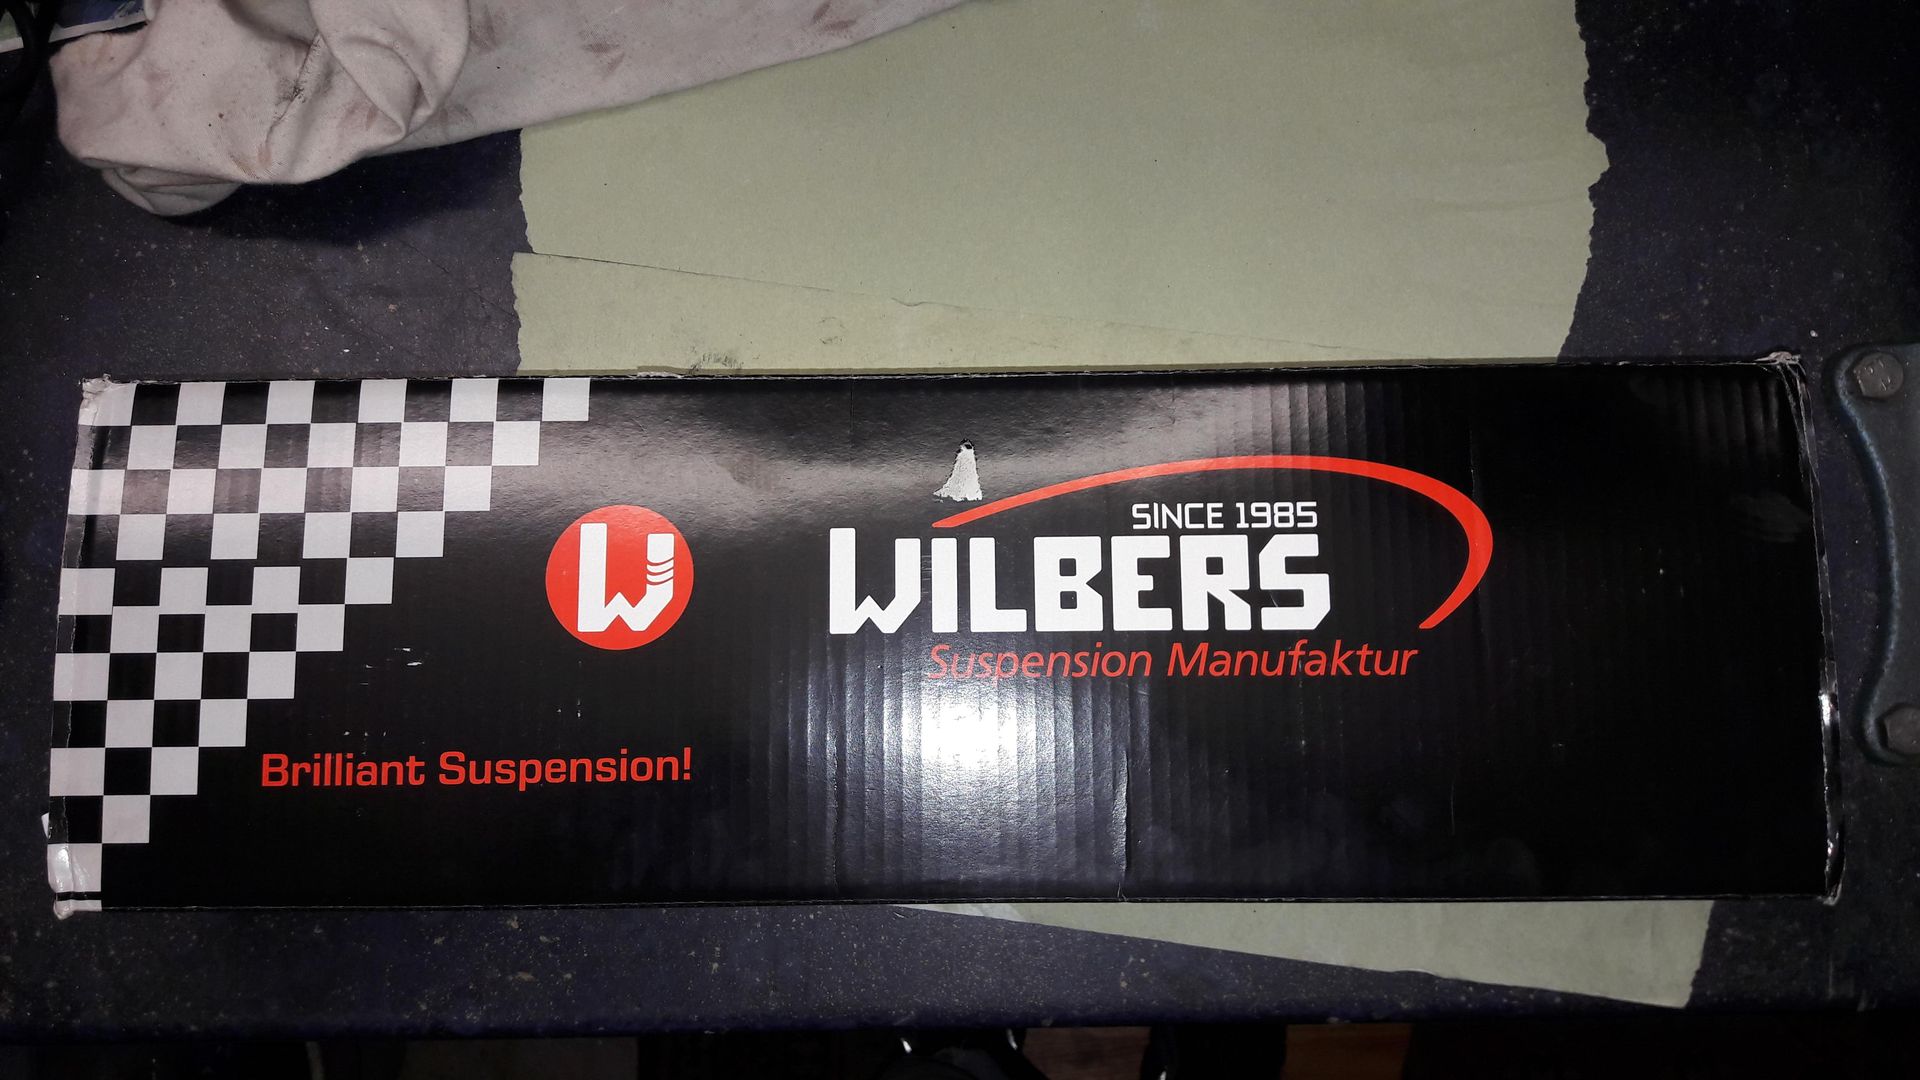 SINCE 1985
W WILBERS
Suspension Manufaktur
Brilliant Suspension!